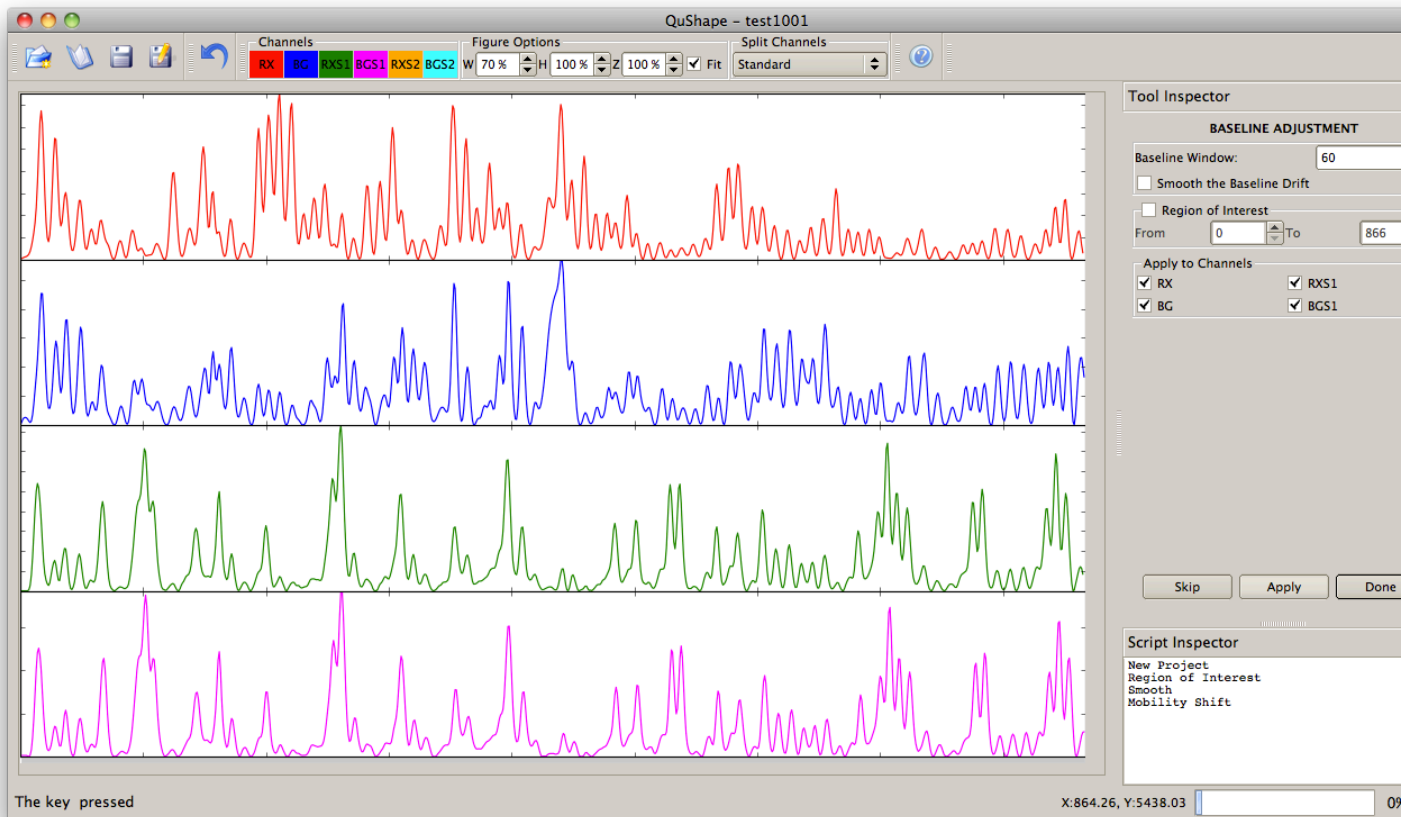 QuShape - test1001
Channels
Figure Options
Split Channels
RX BG RXS1 BGS1 RXS2 BGS2 W 70 % H 100 % Z 100 % Fit Standard
Tool Inspector
BASELINE ADJUSTMENT
Baseline Window: 60
Smooth the Baseline Drift
Region of Interest
From 0 To 866
Apply to Channels
RX RXS1
BG BGS1
Skip Apply Done
Script Inspector
New Project
Region of Interest
Smooth
Mobility Shift
The key pressed
X:864.26, Y:5438.03
0%